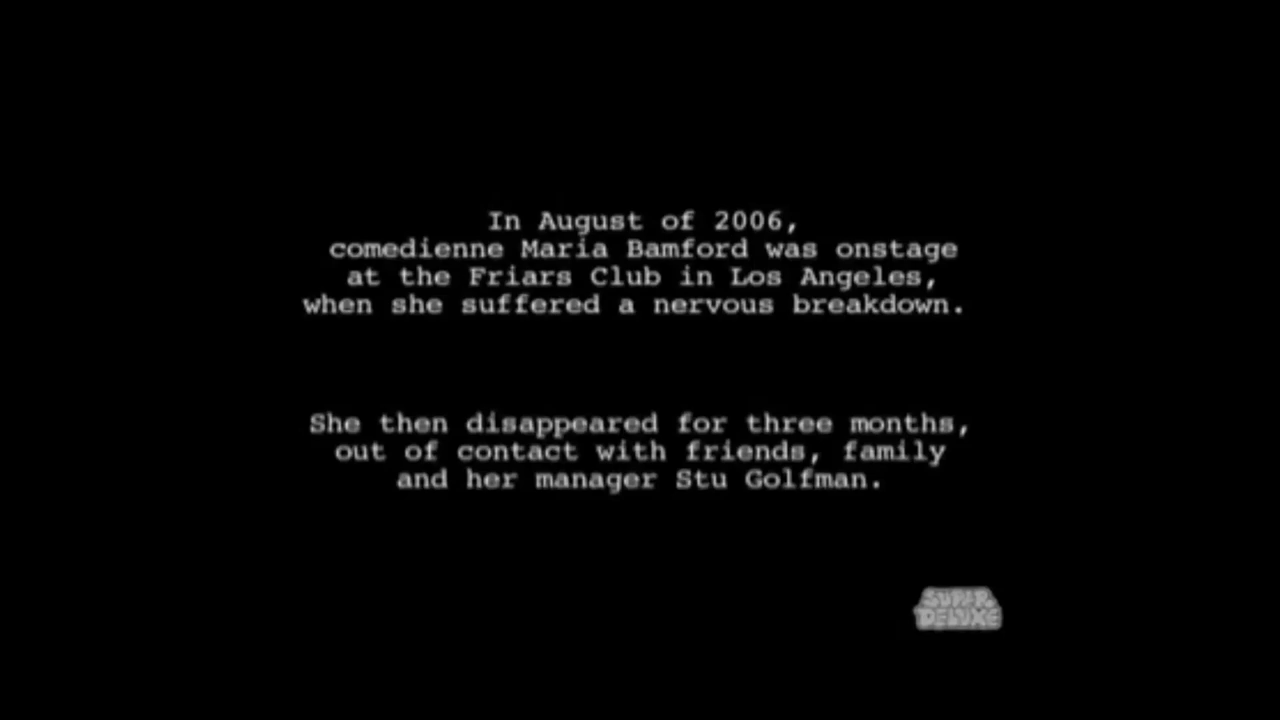 In August of 2006,
comedienne Maria Bamford was onstage
at the Friars Club in Los Angeles,
when she suffered a nervous breakdown.
She then disappeared for three months,
out of contact with friends, family
and her manager Stu Golfman.
SUPER
DELUXE